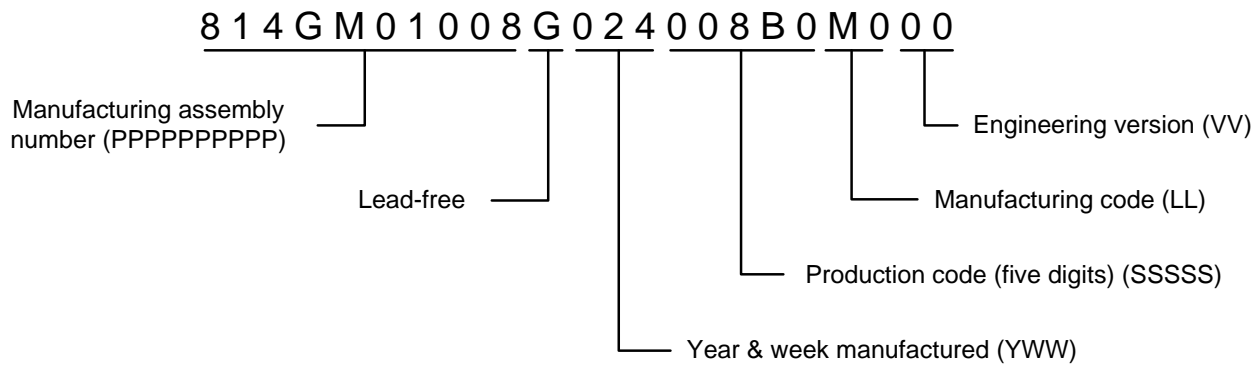 8 1 4 G M 0 1 0 0 8 G 0 2 4 0 0 8 B 0 M 0 0 0
Manufacturing assembly
number (PPPPPPPPPP)
Engineering version (VV)
Lead-free
Manufacturing code (LL)
Production code (five digits) (SSSSS)
Year & week manufactured (YWW)